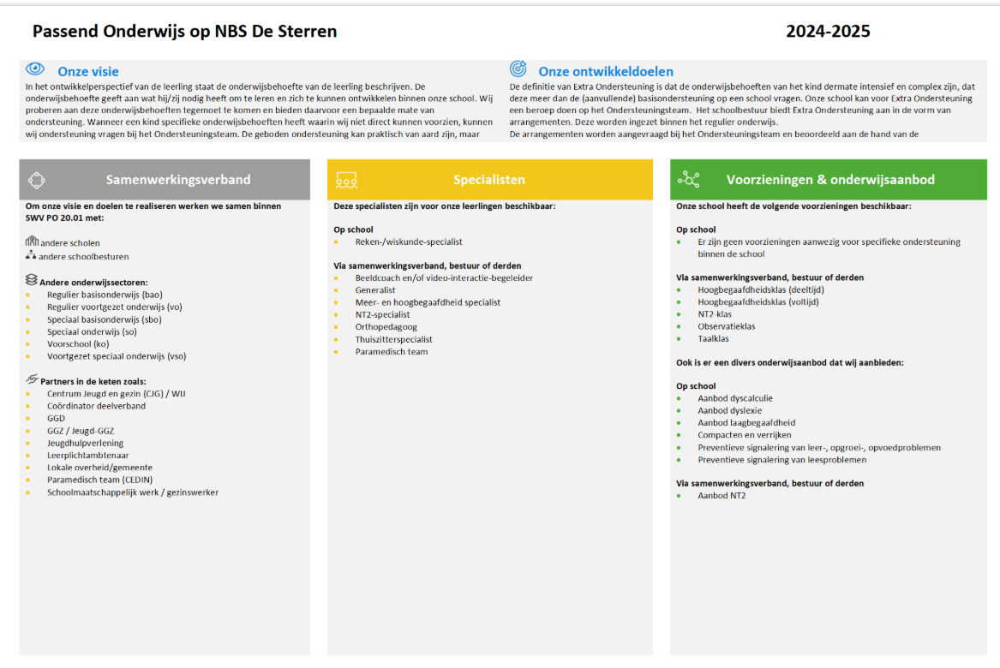 Passend Onderwijs op NBS De Sterren
2024-2025
Onze visie
In het ontwikkelperspectief van de leerling staat de onderwijsbehoefte van de leerling beschrijven. De
onderwijsbehoefte geeft aan wat hij/zij nodig heeft om te leren en zich te kunnen ontwikkelen binnen onze school. Wij
proberen aan deze onderwijsbehoeften tegemoet te komen en bieden daarvoor een bepaalde mate van
ondersteuning. Wanneer een kind specifieke onderwijsbehoeften heeft waarin wij niet direct kunnen voorzien, kunnen
wij ondersteuning vragen bij het Ondersteuningsteam. De geboden ondersteuning kan praktisch van aard zijn, maar
Onze ontwikkeldoelen
De definitie van Extra Ondersteuning is dat de onderwijsbehoeften van het kind dermate intensief en complex zijn, dat
deze meer dan de (aanvullende) basisondersteuning op een school vragen. Onze school kan voor Extra Ondersteuning
een beroep doen op het Ondersteuningsteam. Het schoolbestuur biedt Extra Ondersteuning aan in de vorm van
arrangementen. Deze worden ingezet binnen het regulier onderwijs.
De arrangementen worden aangevraagd bij het Ondersteuningsteam en beoordeeld aan de hand van de
Samenwerkingsverband
Om onze visie en doelen te realiseren werken we samen binnen
SWV PO 20.01 met:
andere scholen
andere schoolbesturen
Andere onderwijssectoren:
Regulier basisonderwijs (bao)
Regulier voortgezet onderwijs (vo)
Speciaal basisonderwijs (sbo)
Speciaal onderwijs (so)
Voorschool (ko)
Voortgezet speciaal onderwijs (vso)
Partners in de keten zoals:
Centrum Jeugd en gezin (CJG) / WIJ
Coördinator deelverband
GGD
GGZ / Jeugd-GGZ
Jeugdhulpverlening
Leerplichtambtenaar
Lokale overheid/gemeente
Paramedisch team (CEDIN)
Schoolmaatschappelijk werk / gezinswerker
Specialisten
Deze specialisten zijn voor onze leerlingen beschikbaar:
Op school
Reken-/wiskunde-specialist
Via samenwerkingsverband, bestuur of derden
Beeldcoach en/of video-interactie-begeleider
Generalist
Meer- en hoogbegaafdheid specialist
NT2-specialist
Orthopedagoog
Thuiszitterspecialist
Paramedisch team
Voorzieningen & onderwijsaanbod
Onze school heeft de volgende voorzieningen beschikbaar:
Op school
Er zijn geen voorzieningen aanwezig voor specifieke ondersteuning
binnen de school
Via samenwerkingsverband, bestuur of derden
Hoogbegaafdheidsklas (deeltijd)
Hoogbegaafdheidsklas (voltijd)
NT2-klas
Observatieklas
Taalklas
Ook is er een divers onderwijsaanbod dat wij aanbieden:
Op school
Aanbod dyscalculie
Aanbod dyslexie
Aanbod laagbegaafdheid
Compacten en verrijken
Preventieve signalering van leer-, opgroei-, opvoedproblemen
Preventieve signalering van leesproblemen
Via samenwerkingsverband, bestuur of derden
Aanbod NT2